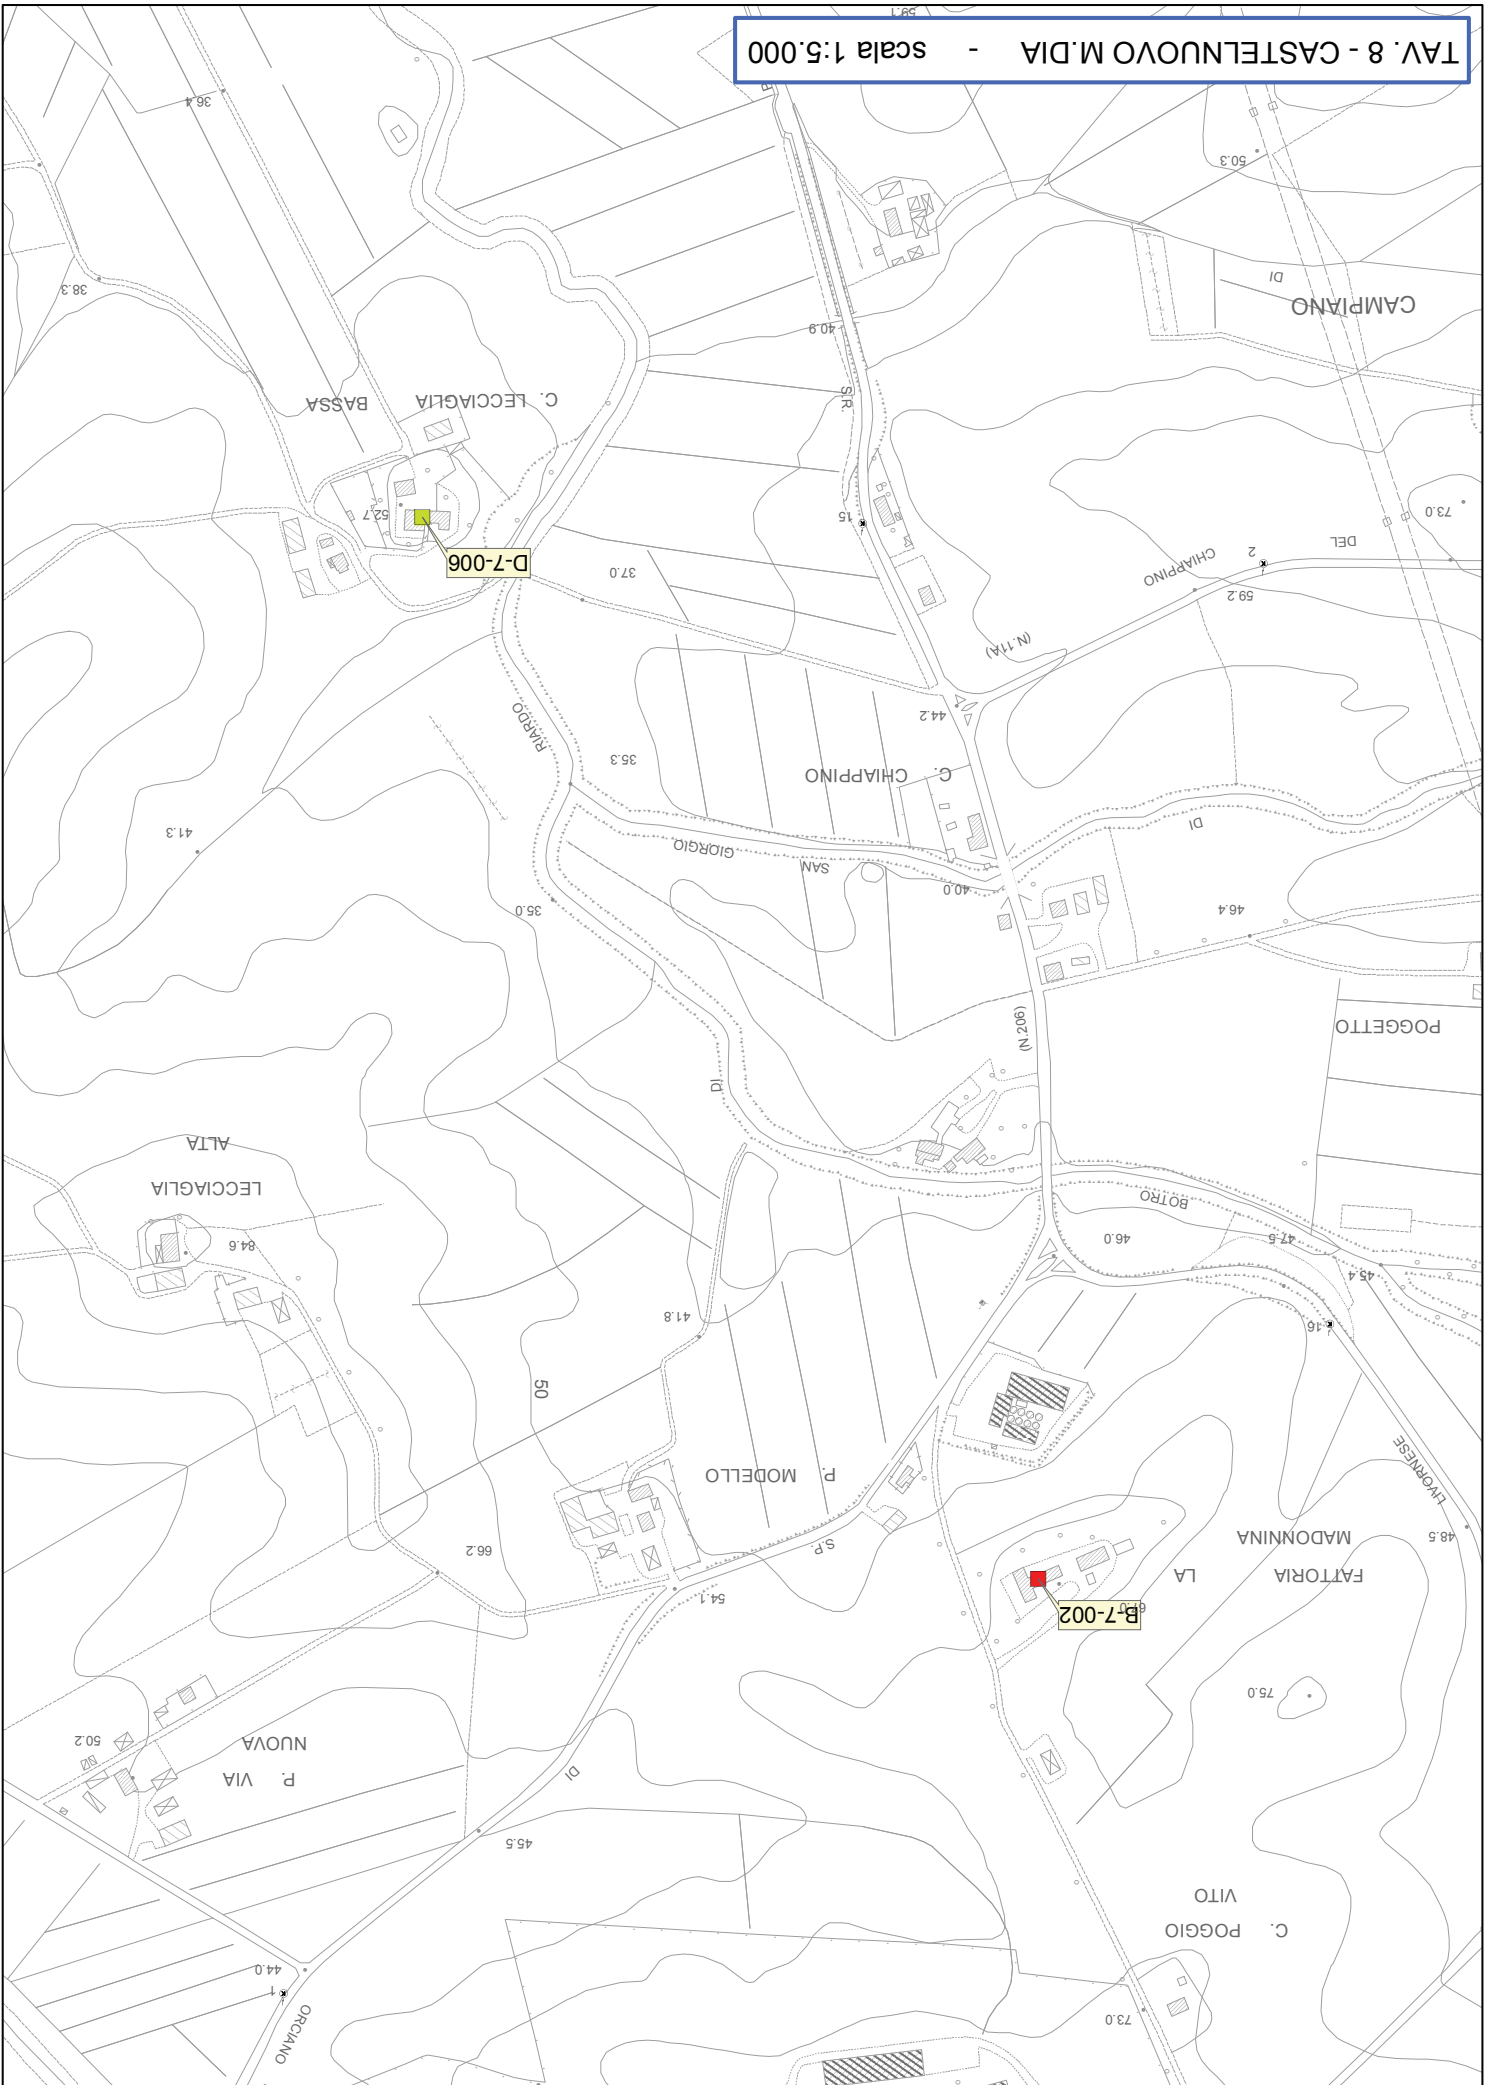 ORCIANO
1
44.0
73.0
C. POGGIO
VITO
45.5
DI
P. VIA
NUOVA
50.2
75.0
B-7-002
54.1
FATTORIA LA
MADONNINA
66.2
S.P.
48.5
P. MODELLO
LIVORNESE
50
41.8
16
45.4
47.5
46.0
84.6
BOTRO
LECCIAGLIA
ALTA
DI
POGGETTO
(N.206)
46.4
35.0
40.0
SAN
GIORGIO
41.3
DI
C. CHIAPPINO
35.3
RIARDO
44.2
(N.11A)
59.2
CHIAPPINO
2
DEL
37.0
D-7-006
52.7
15
73.0
C. LECCIAGLIA BASSA
S.R.
40.9
CAMPIANO
DI
38.3
50.3
36.4
TAV. 8 - CASTELNUOVO M.DIA - scala 1:5.000
59.1